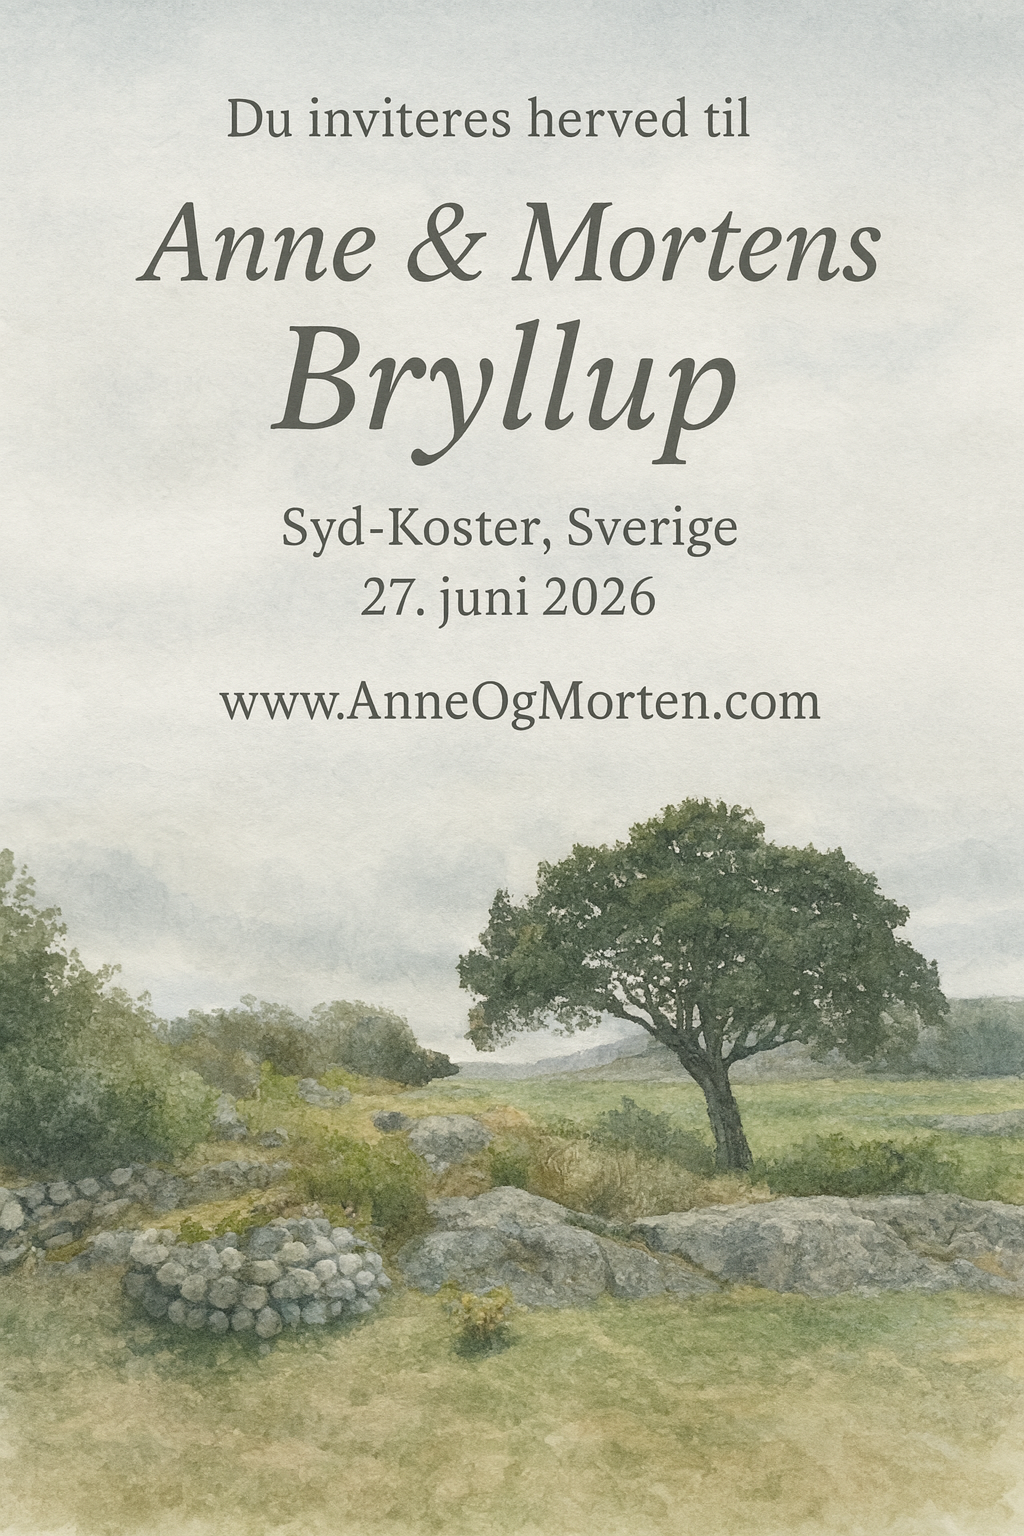 Du inviteres herved til
Anne & Mortens
Bryllup
Syd-Koster, Sverige
27. juni 2026
www.AnneOgMorten.com